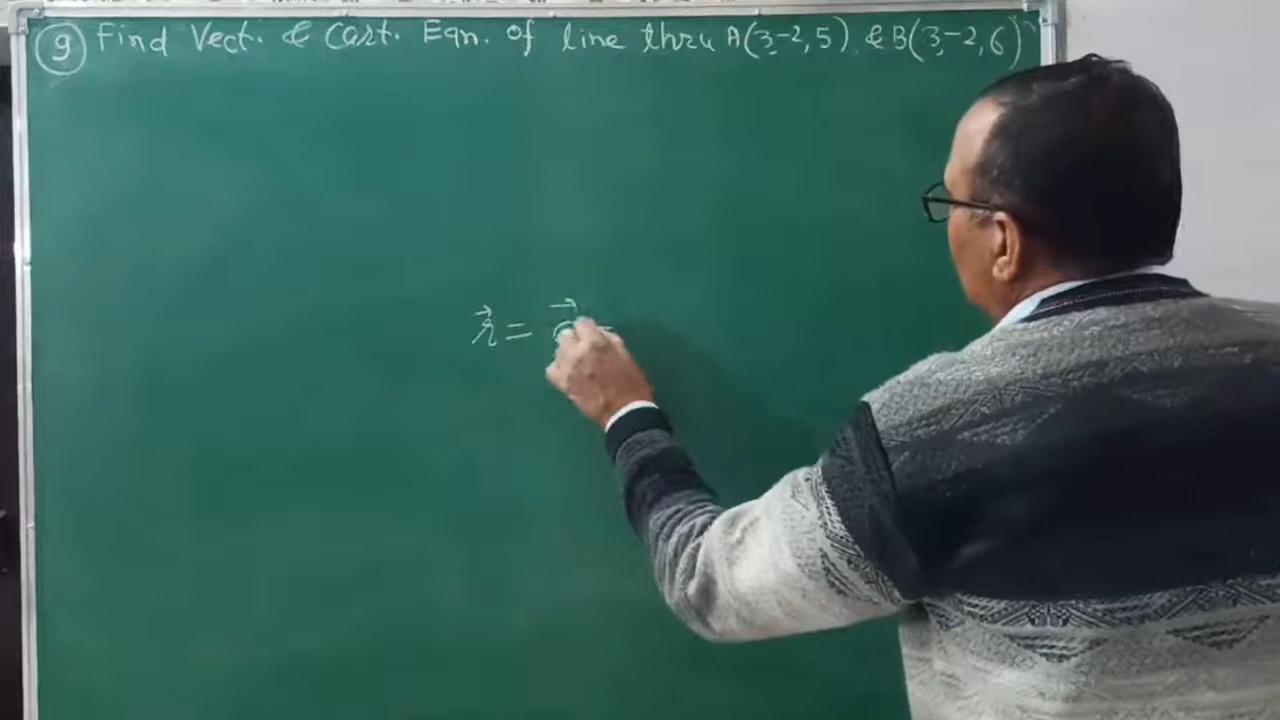 9 Find Vect. & Cart. Eqn. of line thru A(3,-2,5) & B(3,-2,6)
r⃗ =